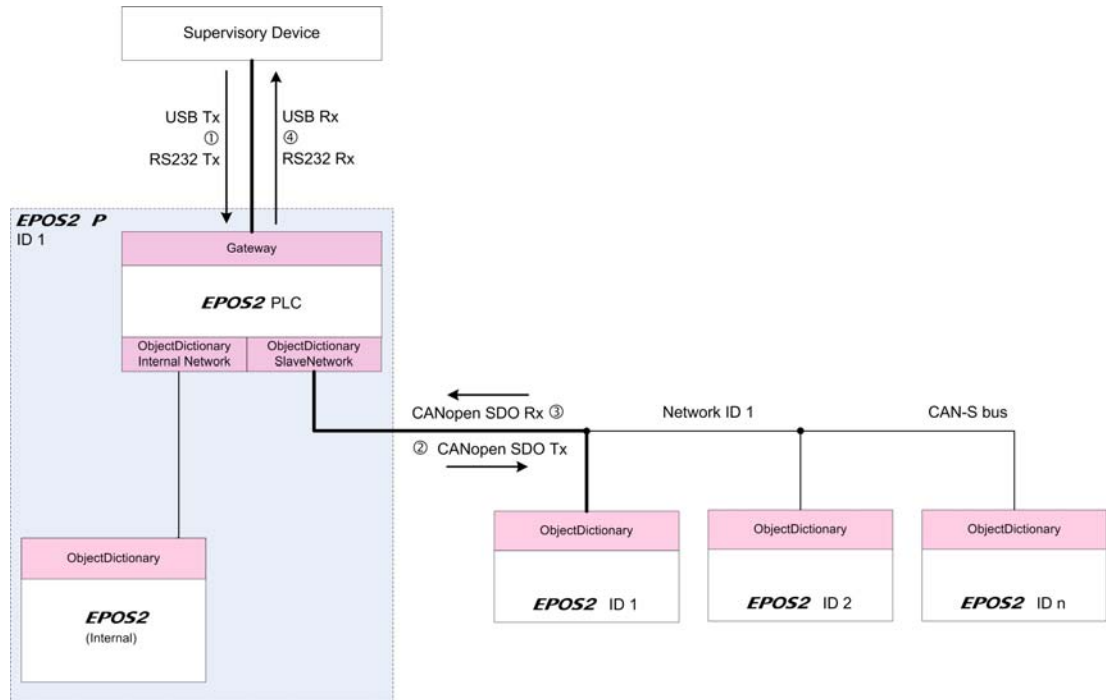 Supervisory Device
USB Tx
①
RS232 Tx
USB Rx
④
RS232 Rx
EPOS2 P
ID 1
Gateway
EPOS2 PLC
ObjectDictionary
Internal Network
ObjectDictionary
SlaveNetwork
CANopen SDO Rx ③
② CANopen SDO Tx
Network ID 1
CAN-S bus
ObjectDictionary
EPOS2
(Internal)
ObjectDictionary
EPOS2 ID 1
ObjectDictionary
EPOS2 ID 2
ObjectDictionary
EPOS2 ID n